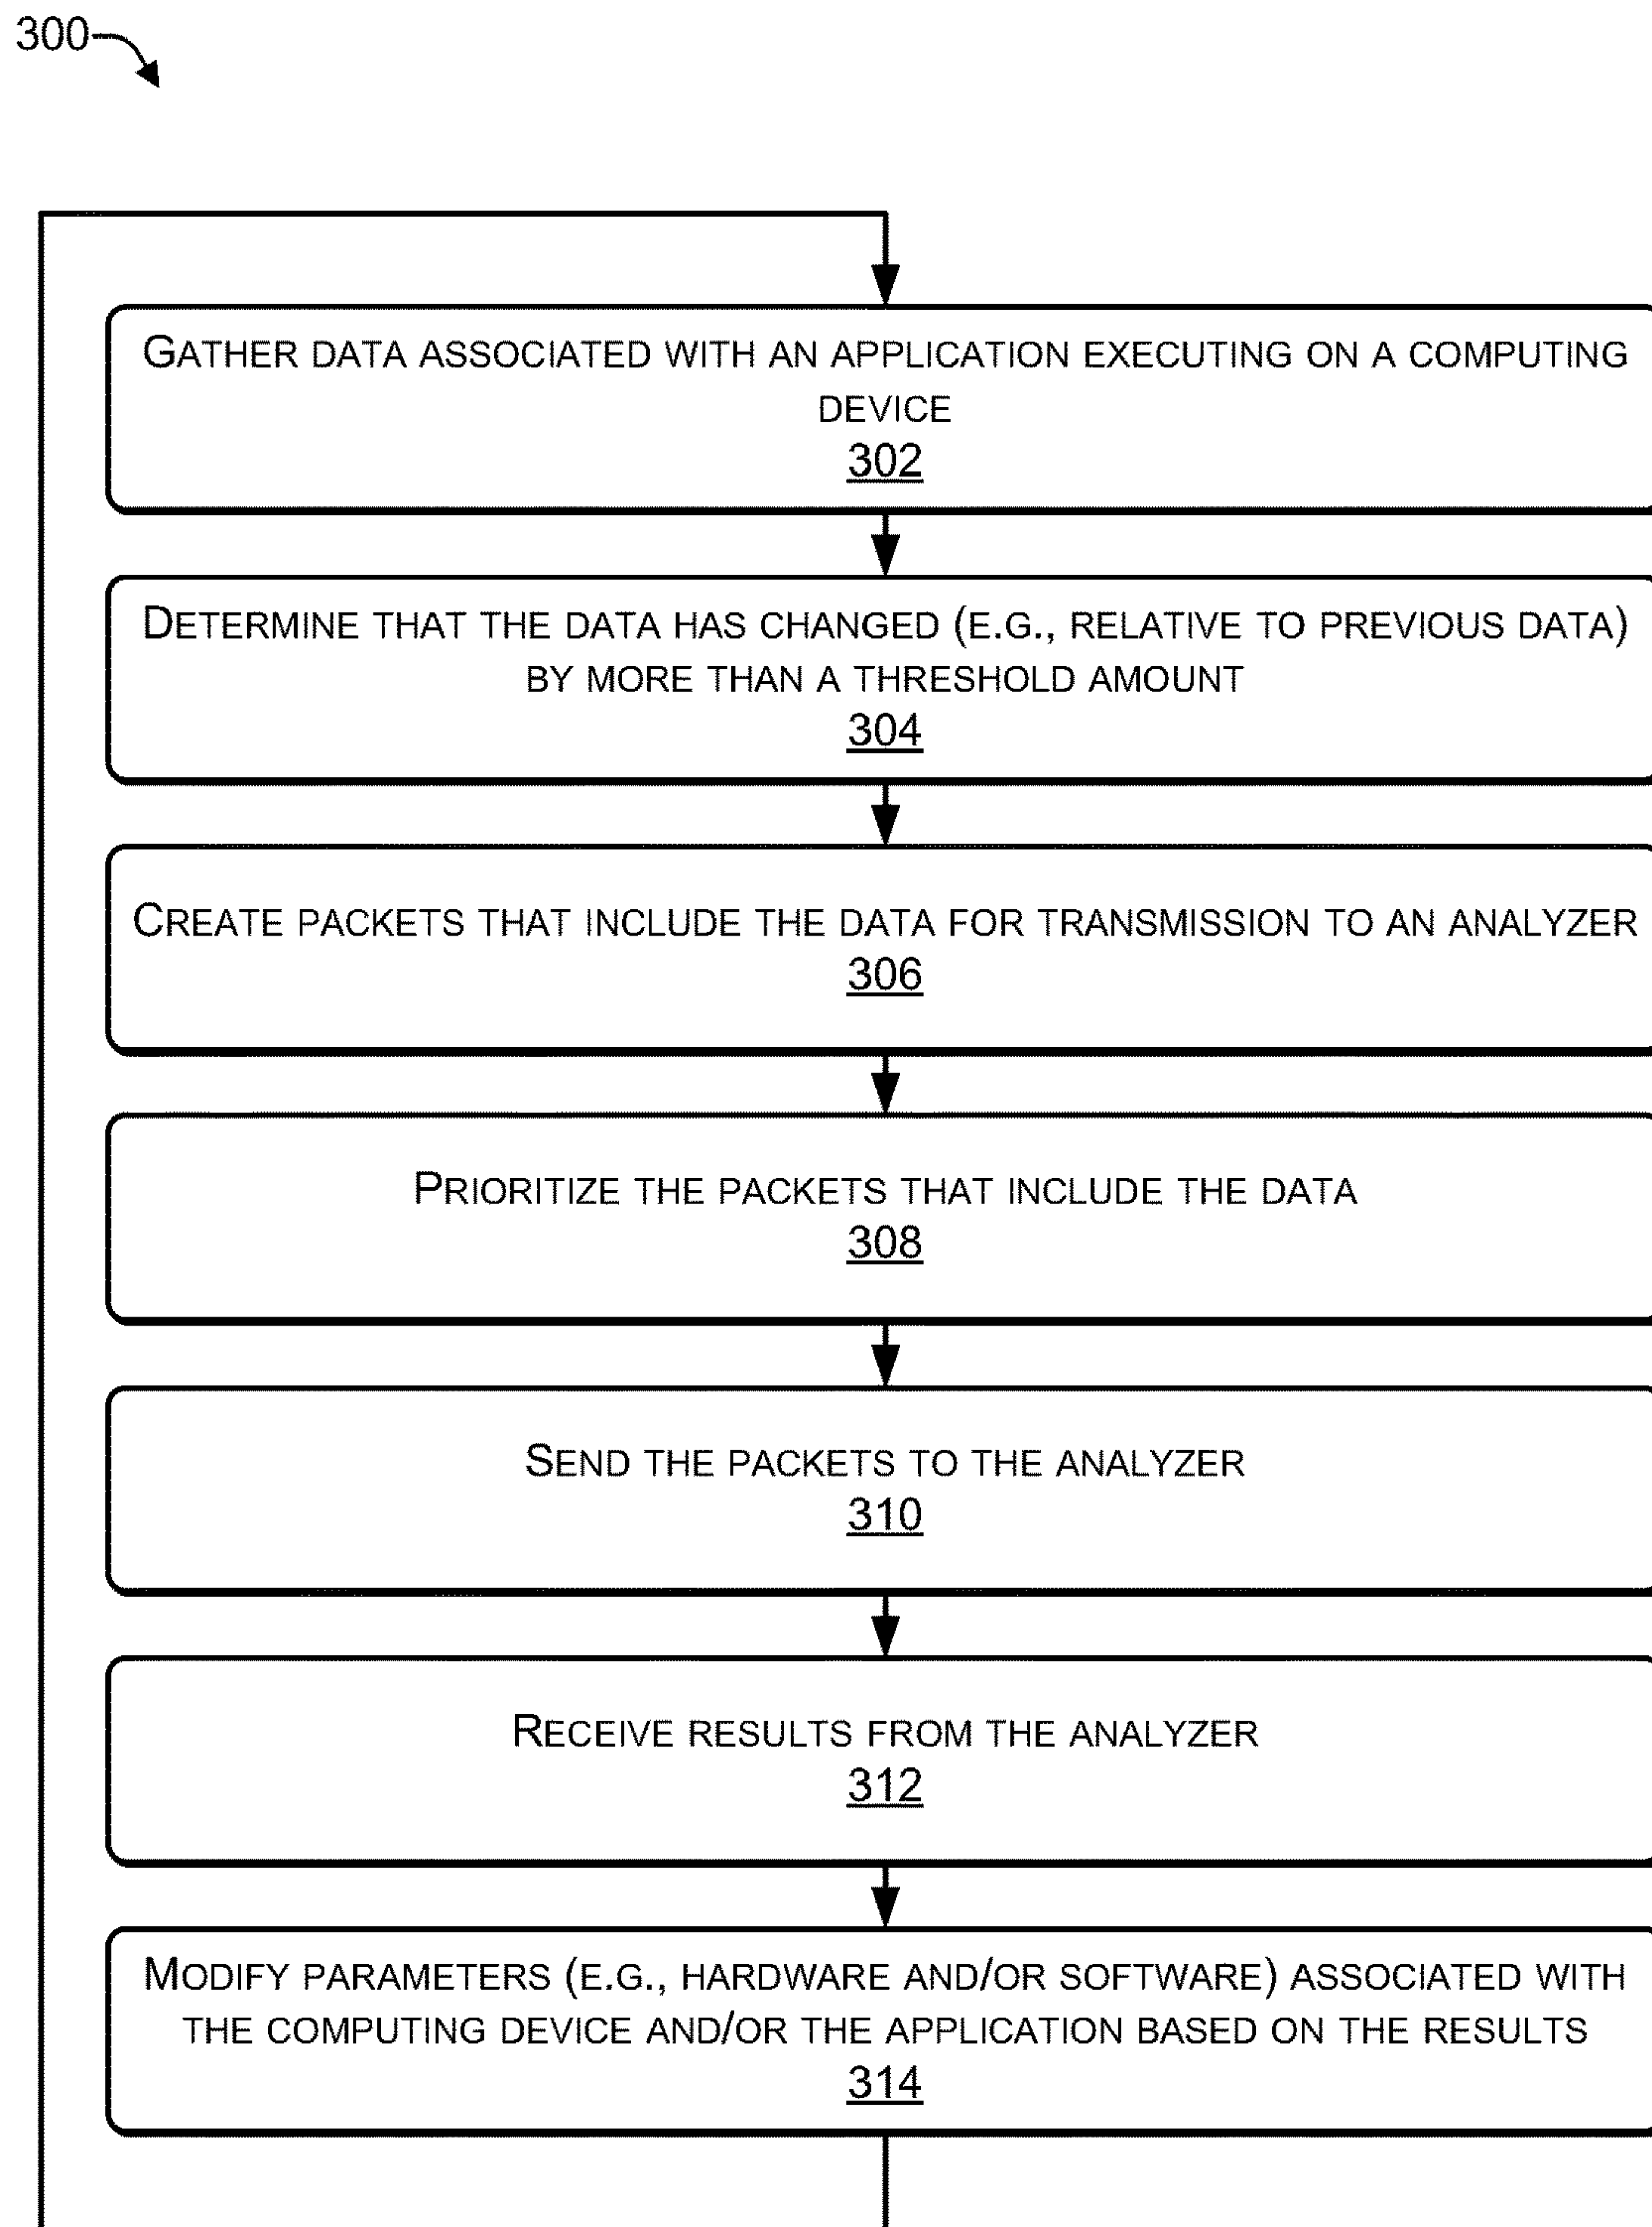 300
GATHER DATA ASSOCIATED WITH AN APPLICATION EXECUTING ON A COMPUTING
DEVICE
302
DETERMINE THAT THE DATA HAS CHANGED (E.G., RELATIVE TO PREVIOUS DATA)
BY MORE THAN A THRESHOLD AMOUNT
304
CREATE PACKETS THAT INCLUDE THE DATA FOR TRANSMISSION TO AN ANALYZER
306
PRIORITIZE THE PACKETS THAT INCLUDE THE DATA
308
SEND THE PACKETS TO THE ANALYZER
310
RECEIVE RESULTS FROM THE ANALYZER
312
MODIFY PARAMETERS (E.G., HARDWARE AND/OR SOFTWARE) ASSOCIATED WITH
THE COMPUTING DEVICE AND/OR THE APPLICATION BASED ON THE RESULTS
314